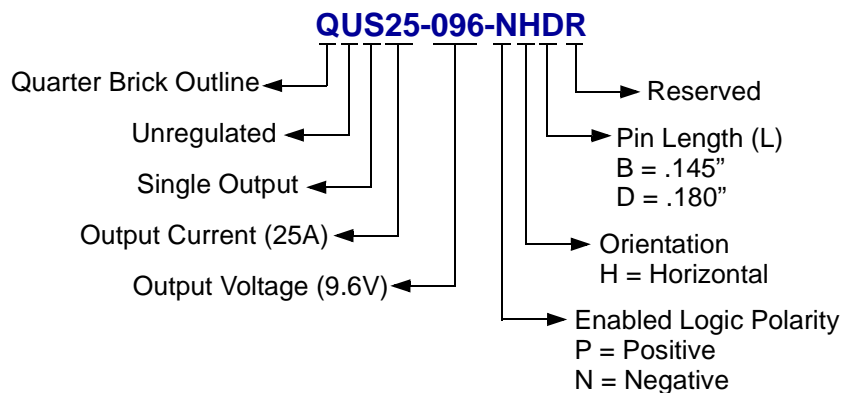 QUS25-096-NHDR
Quarter Brick Outline
Unregulated
Single Output
Output Current (25A)
Output Voltage (9.6V)
Reserved
Pin Length (L)
B = .145”
D = .180”
Orientation
H = Horizontal
Enabled Logic Polarity
P = Positive
N = Negative